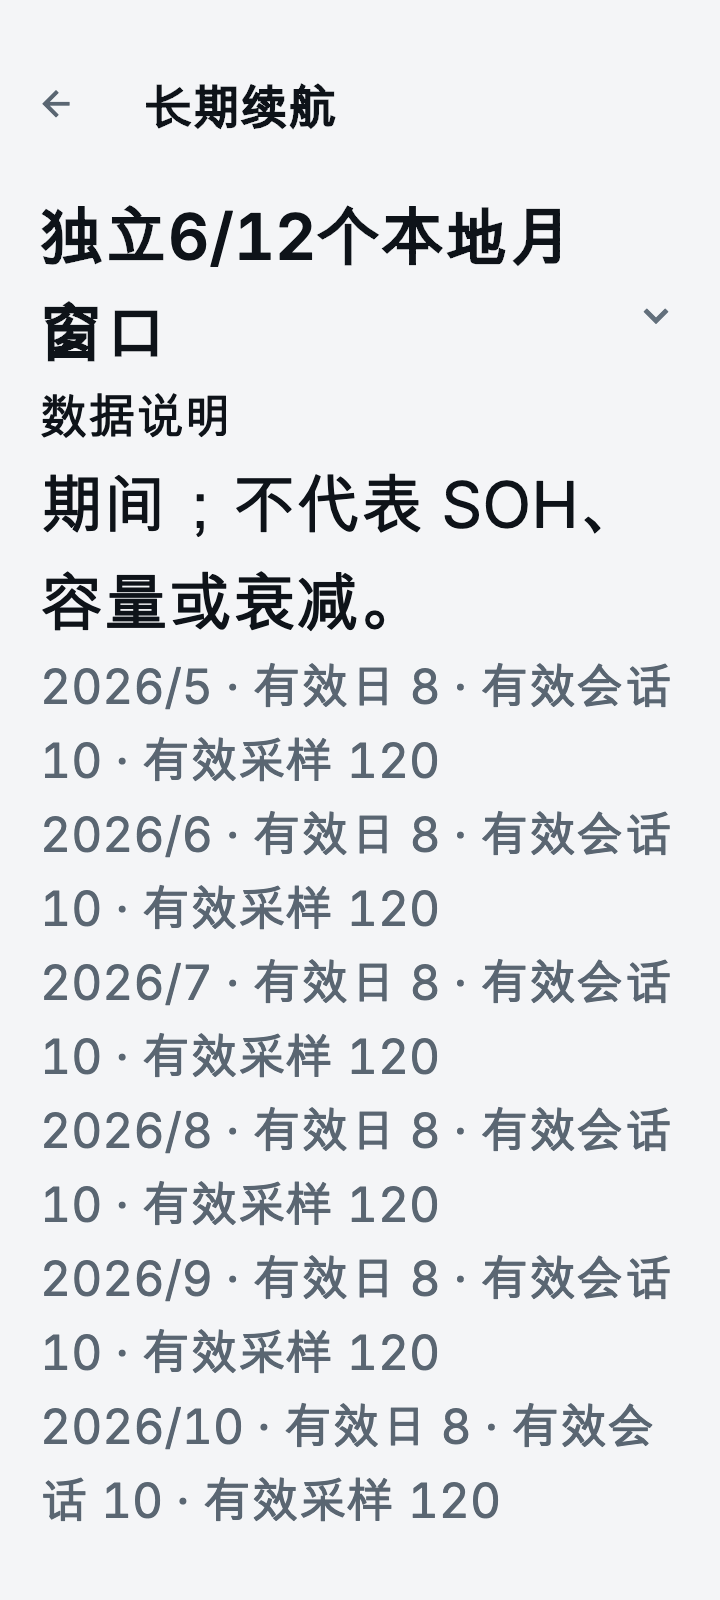 长期续航
独立6/12个本地月
窗口
数据说明
期间；不代表 SOH、
容量或衰减。
2026/5 · 有效日 8 · 有效会话
10 · 有效采样 120
2026/6 · 有效日 8 · 有效会话
10 · 有效采样 120
2026/7 · 有效日 8 · 有效会话
10 · 有效采样 120
2026/8 · 有效日 8 · 有效会话
10 · 有效采样 120
2026/9 · 有效日 8 · 有效会话
10 · 有效采样 120
2026/10 · 有效日 8 · 有效会
话 10 · 有效采样 120